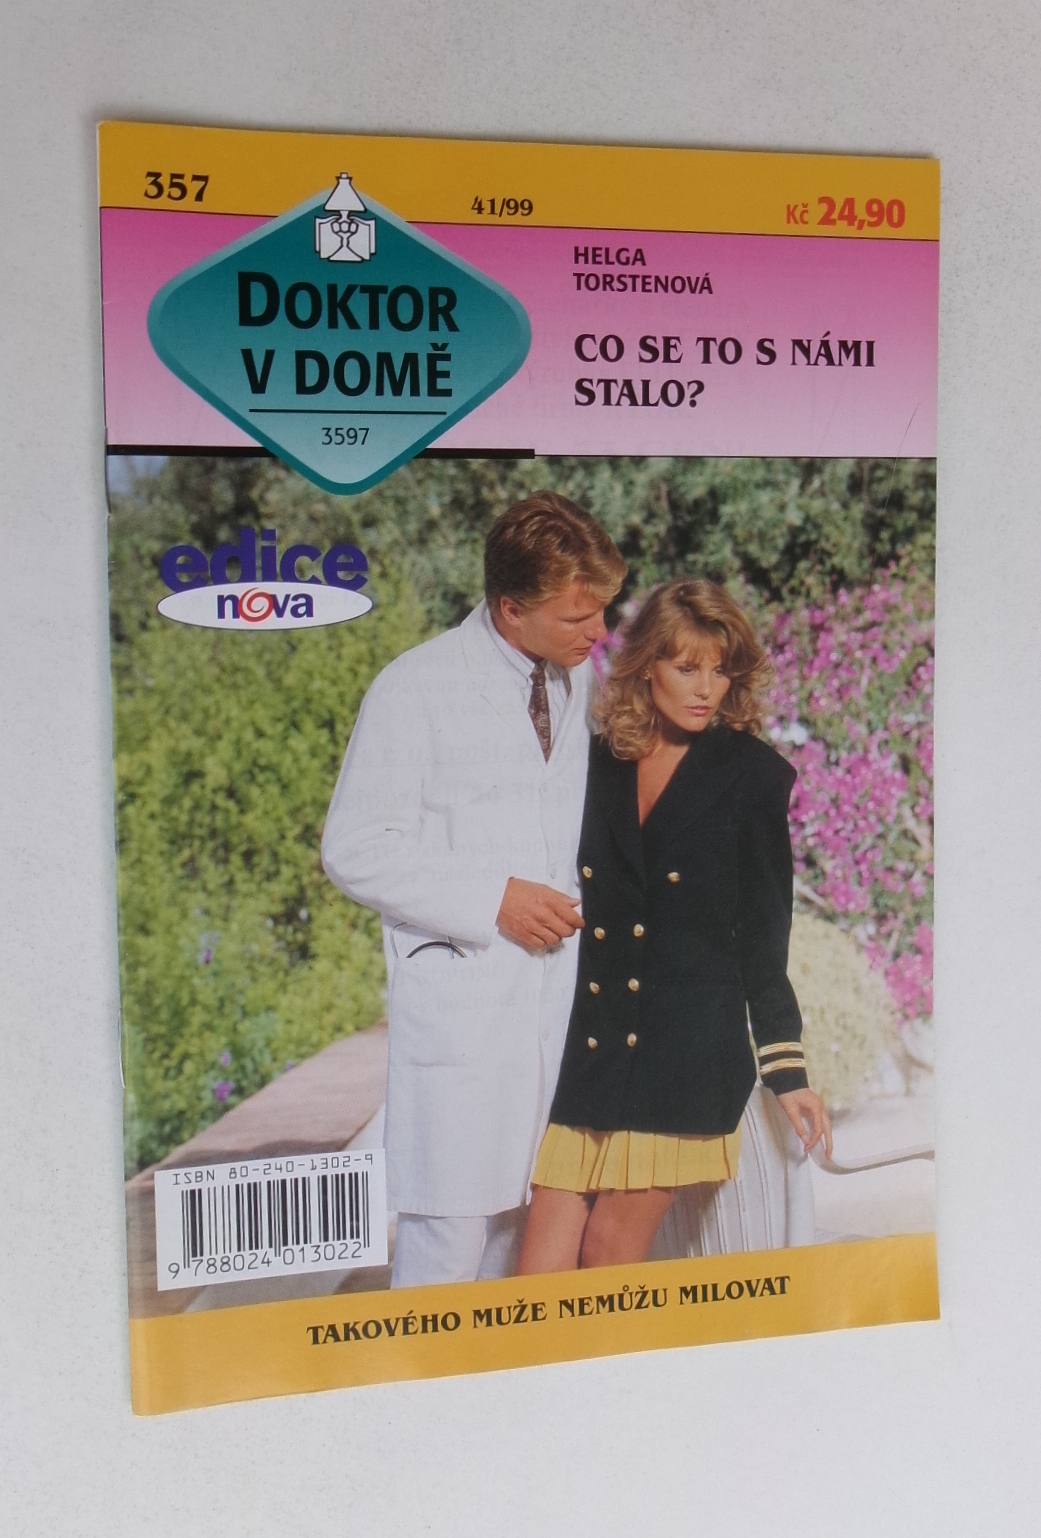 357
41/99
Kč 24,90
DOKTOR
V DOMĚ
3597
HELGA
TORSTENOVÁ
CO SE TO S NÁMI
STALO?
edice
nova
ISBN 80-240-1302-9
9 788024 013022
TAKOVÉHO MUŽE NEMŮŽU MILOVAT